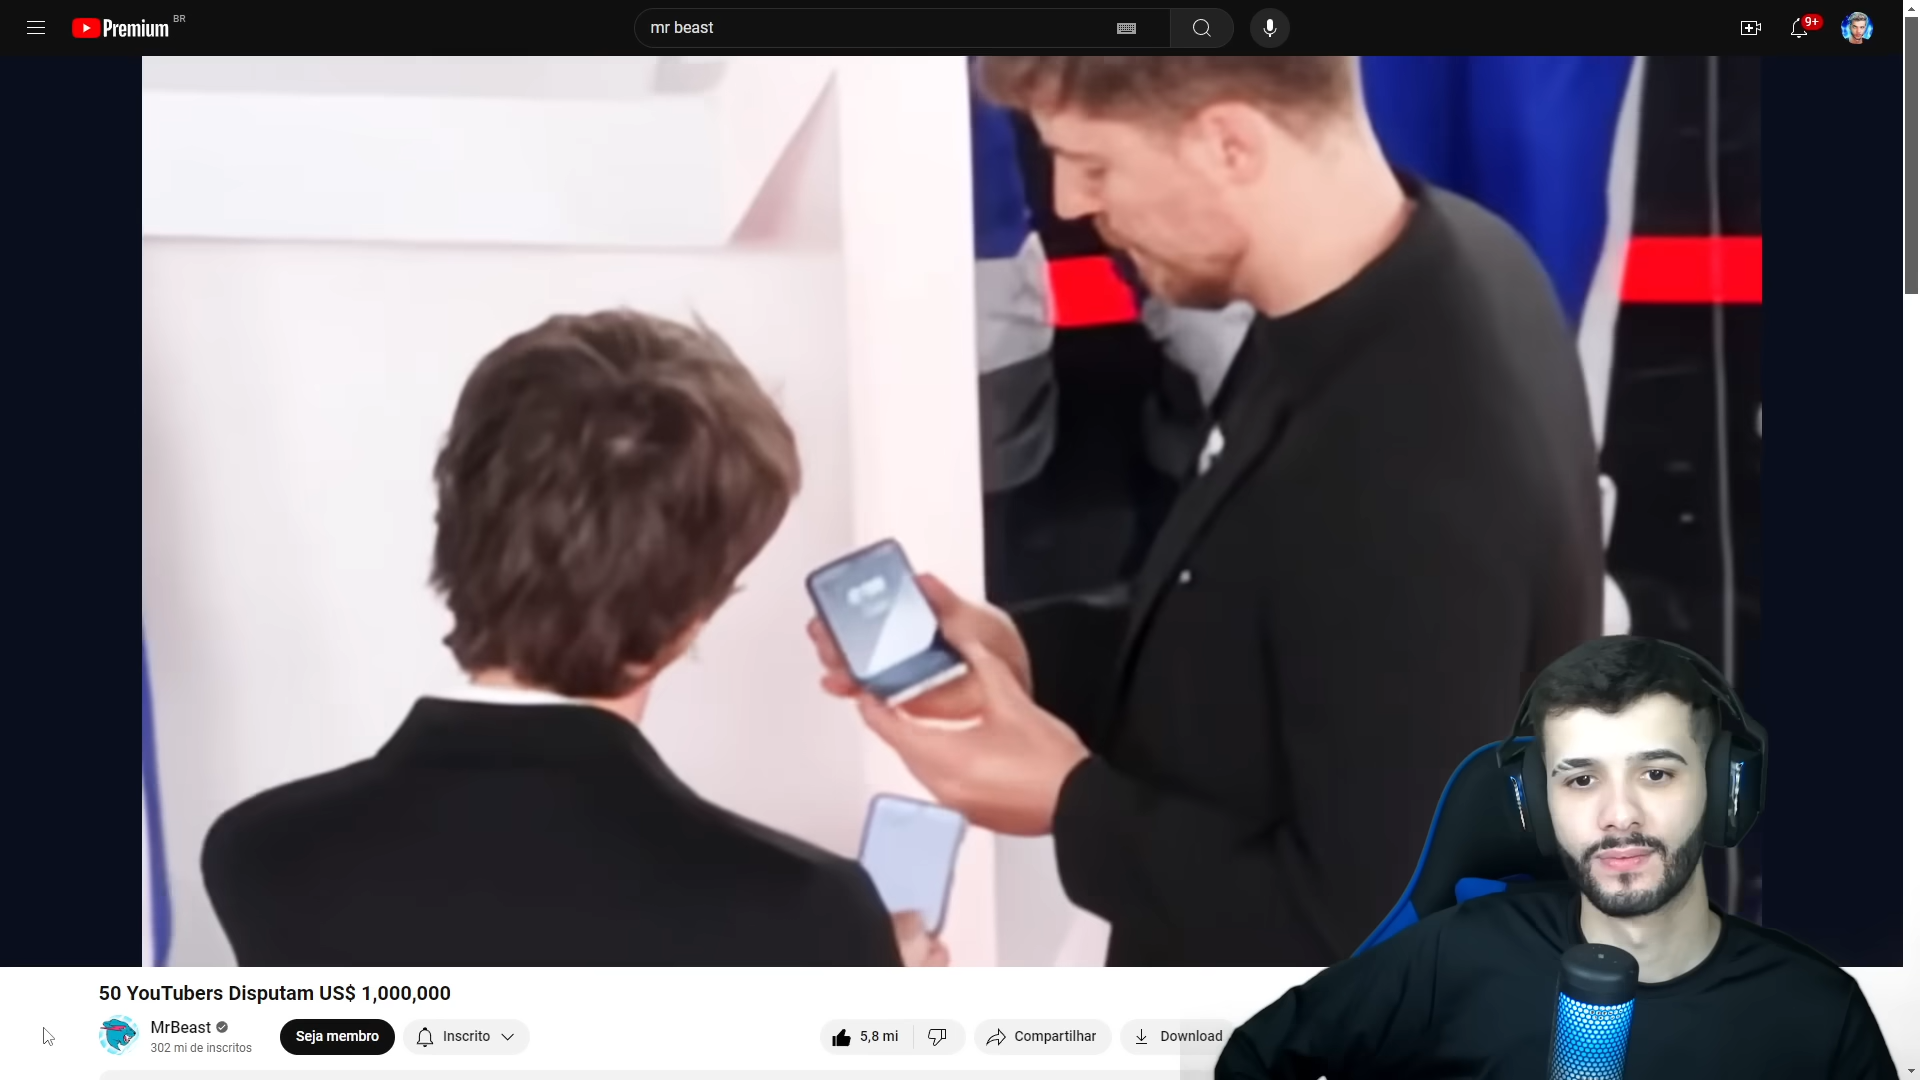 Premium BR
mr beast
9+
50 YouTubers Disputam US$ 1,000,000
MrBeast
302 mi de inscritos
Seja membro
Inscrito
5,8 mi
Compartilhar
Download